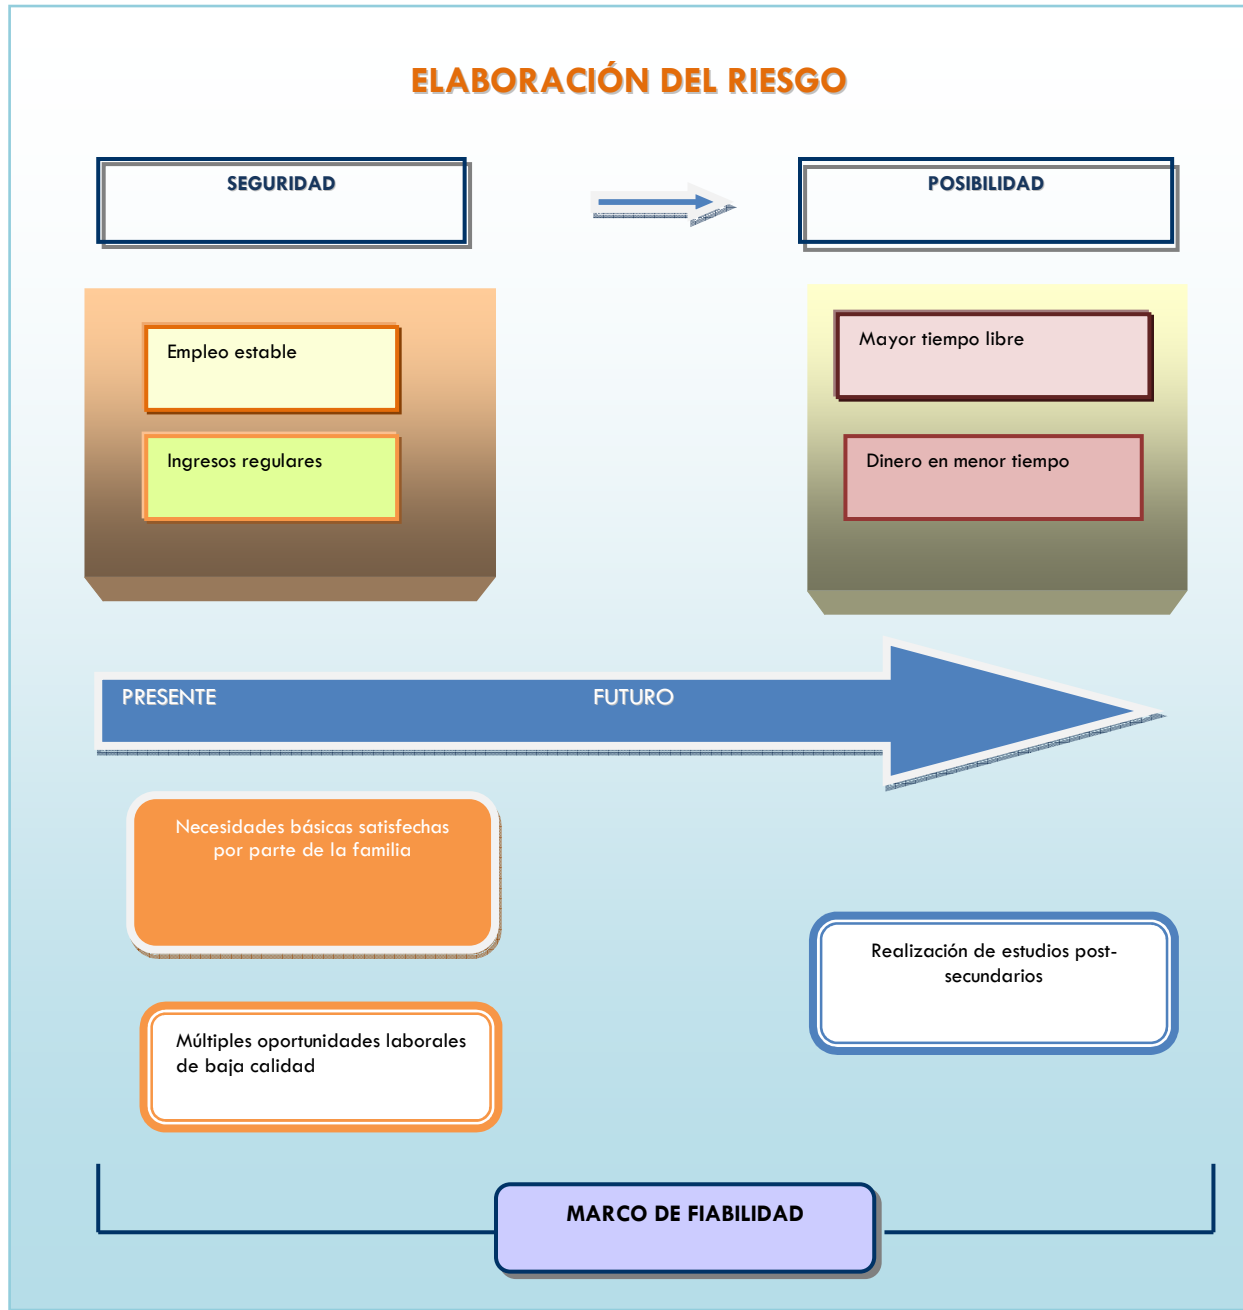 ELABORACIÓN DEL RIESGO
SEGURIDAD
POSIBILIDAD
Empleo estable
Mayor tiempo libre
Ingresos regulares
Dinero en menor tiempo
PRESENTE
FUTURO
Necesidades básicas satisfechas
por parte de la familia
Realización de estudios post-
secundarios
Múltiples oportunidades laborales
de baja calidad
MARCO DE FIABILIDAD